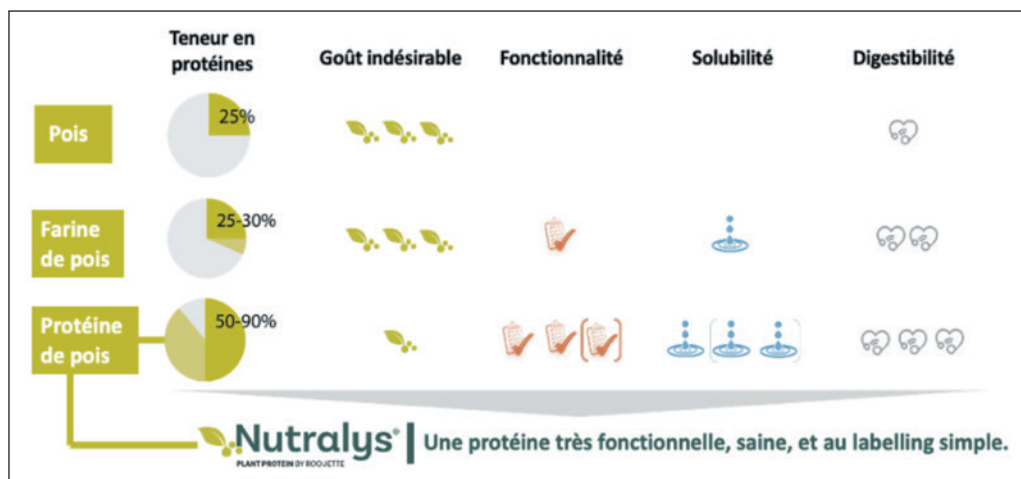 Teneur en
protéines
Goût indésirable
Fonctionnalité
Solubilité
Digestibilité
Pois
25%
Farine
de pois
25-30%
Protéine
de pois
50-90%
Nutralys®
PLANT PROTEIN BY ROQUETTE
Une protéine très fonctionnelle, saine, et au labelling simple.